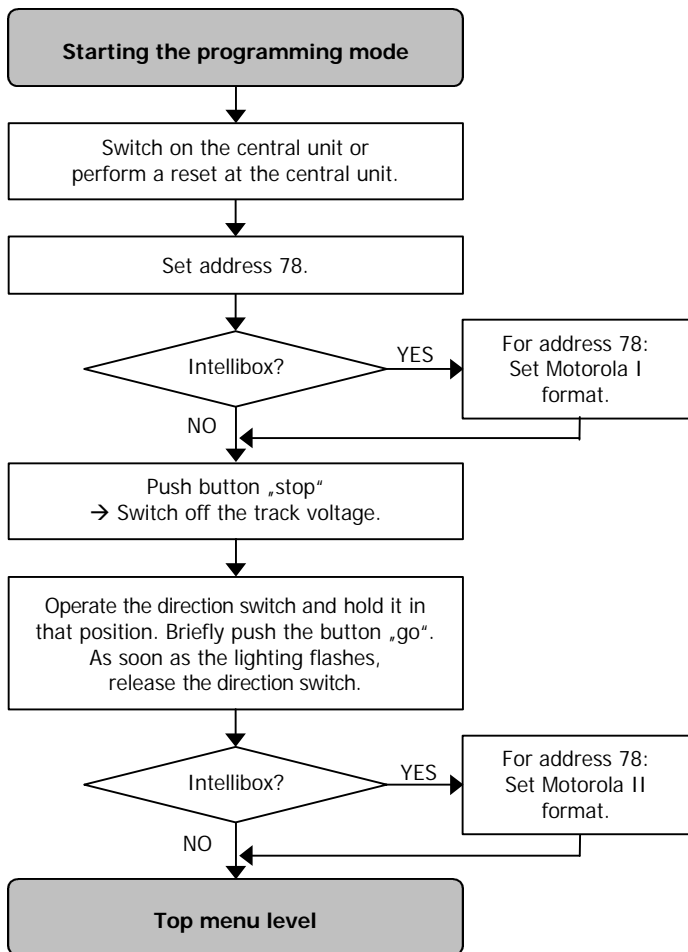 Starting the programming mode
Switch on the central unit or
perform a reset at the central unit.
Set address 78.
Intellibox?
YES
For address 78:
Set Motorola I
format.
NO
Push button „stop“
→ Switch off the track voltage.
Operate the direction switch and hold it in
that position. Briefly push the button „go“.
As soon as the lighting flashes,
release the direction switch.
Intellibox?
YES
For address 78:
Set Motorola II
format.
NO
Top menu level